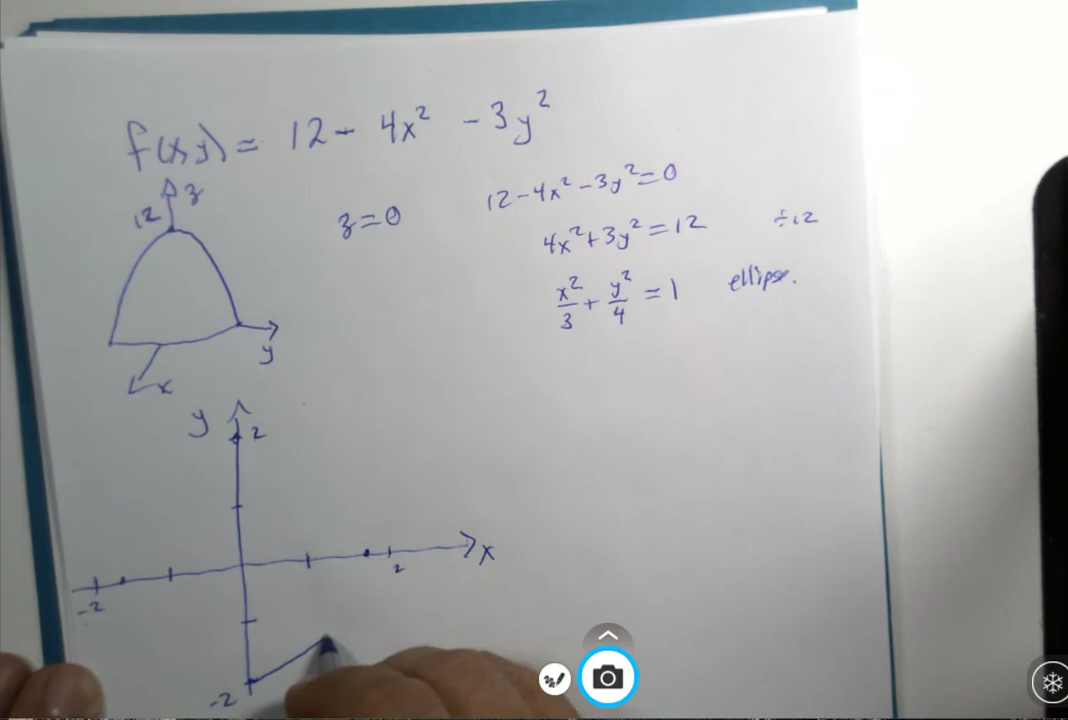 f(x,y) = 12 - 4x² - 3y²
z
12
z=0
12-4x²-3y²=0
4x²+3y²=12 ÷12
x²/3 + y²/4 = 1 ellipse.
y
x
y
2
x
2
-2
-2